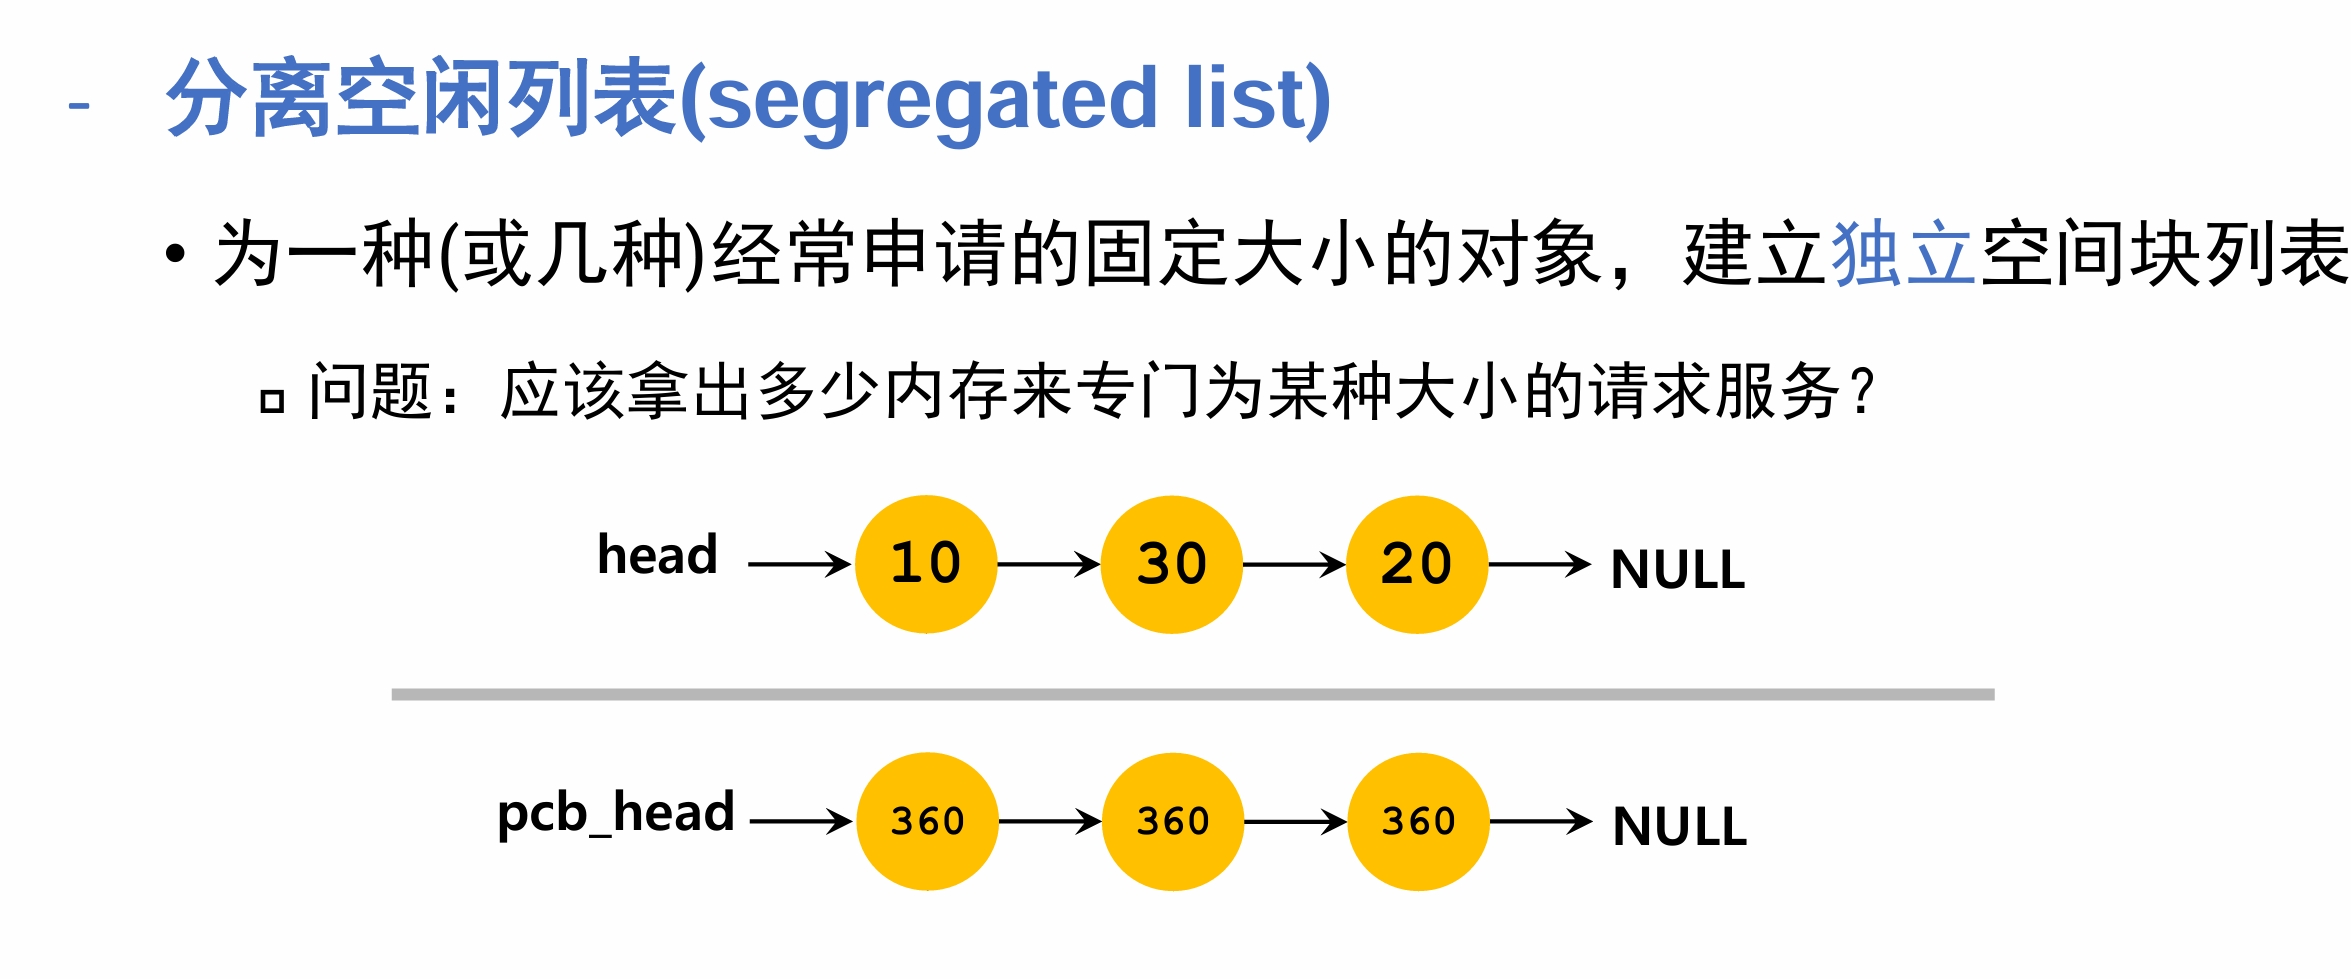 - 分离空闲列表(segregated list)
• 为一种(或几种)经常申请的固定大小的对象，建立独立空间块列表
问题：应该拿出多少内存来专门为某种大小的请求服务？
head 10 30 20 NULL
pcb_head 360 360 360 NULL